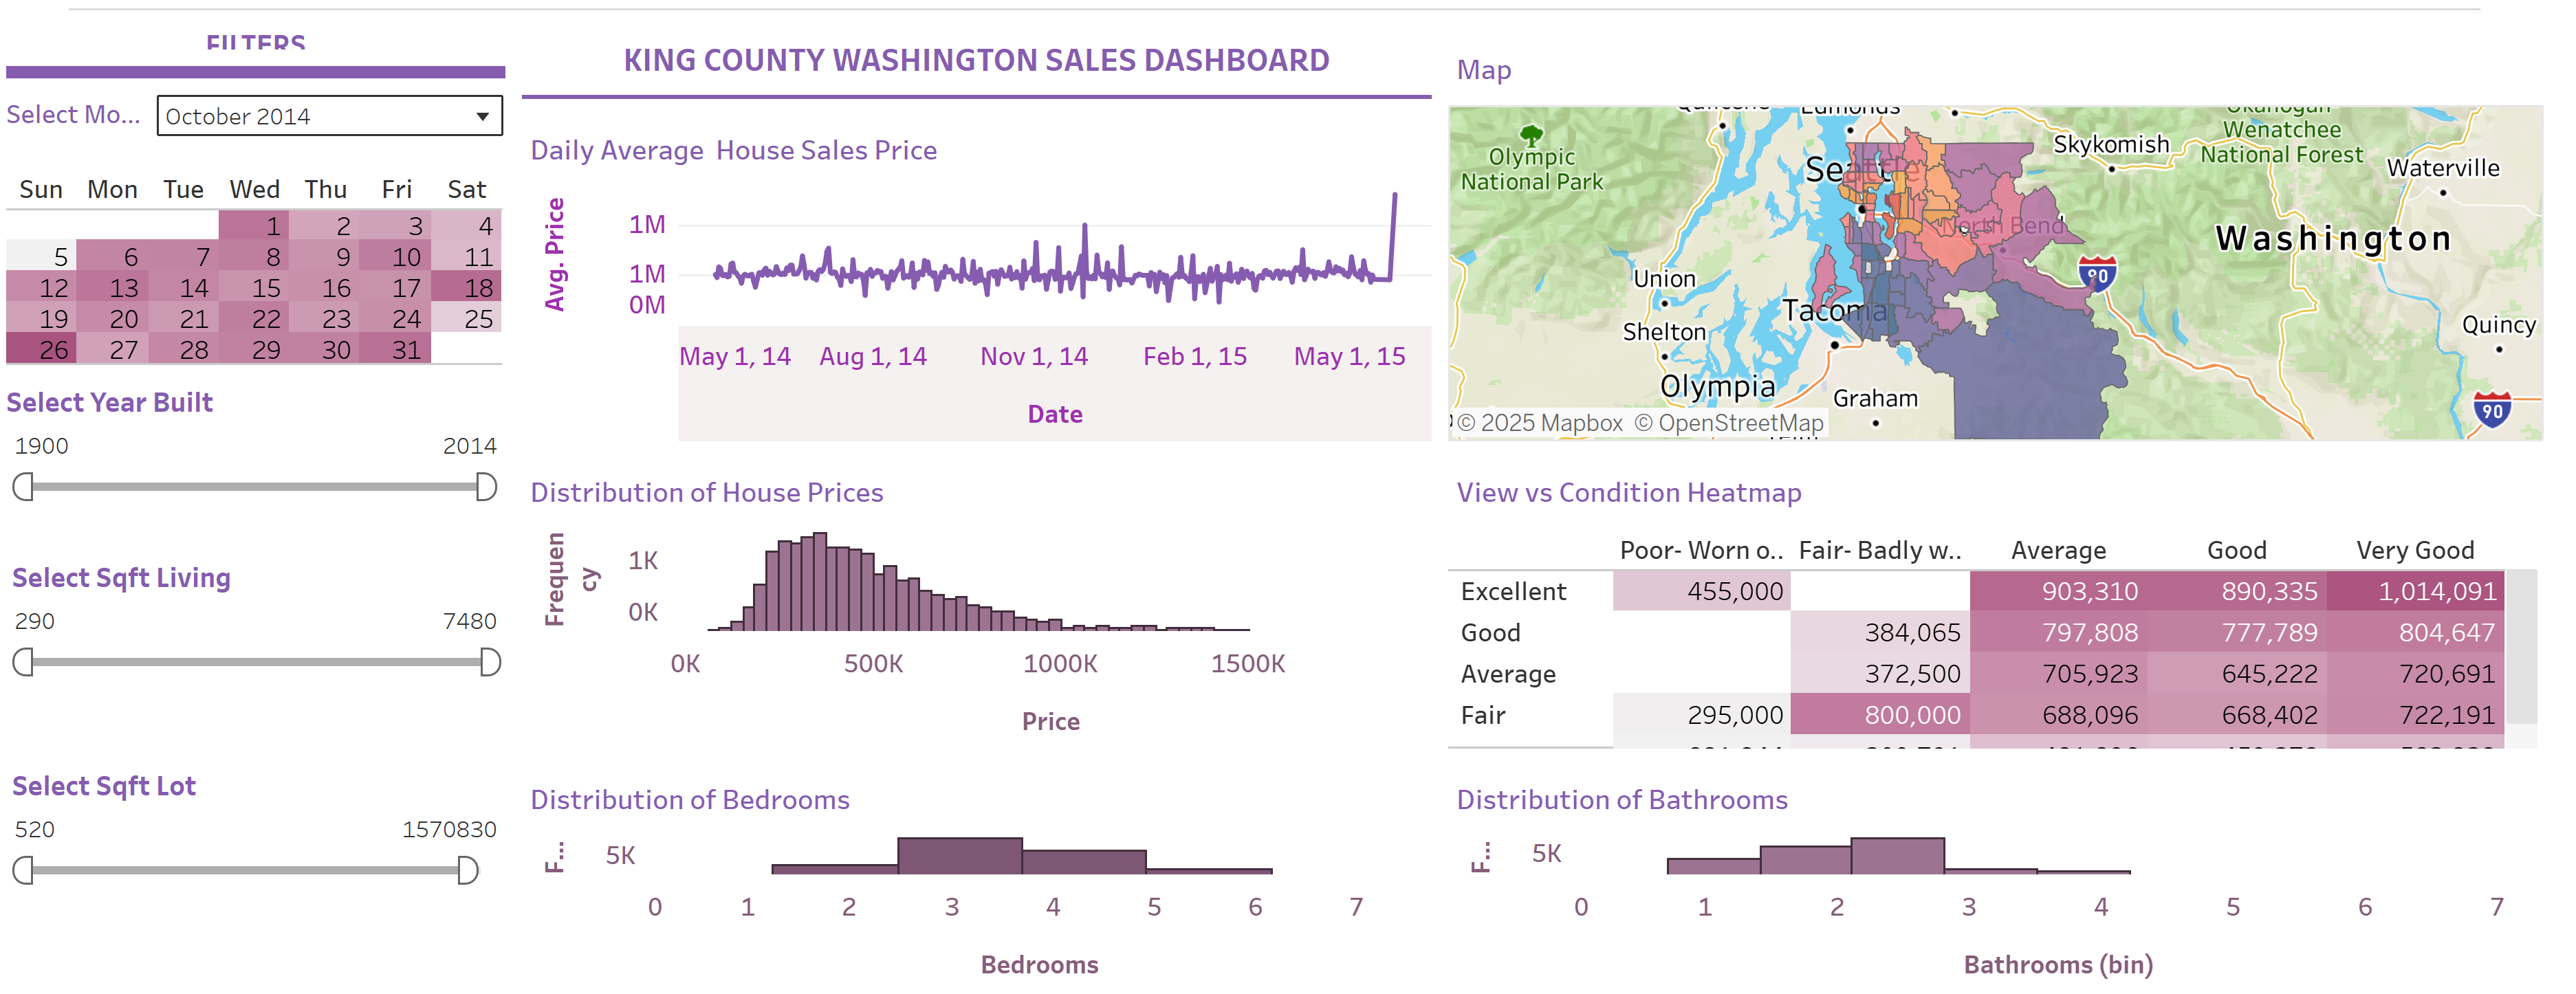 FILTERS
Select Mo...
October 2014
Sun Mon Tue Wed Thu Fri Sat
1 2 3 4
5 6 7 8 9 10 11
12 13 14 15 16 17 18
19 20 21 22 23 24 25
26 27 28 29 30 31
Select Year Built
1900 2014
Select Sqft Living
290 7480
Select Sqft Lot
520 1570830
KING COUNTY WASHINGTON SALES DASHBOARD
Daily Average House Sales Price
Avg. Price
1M
1M
0M
May 1, 14 Aug 1, 14 Nov 1, 14 Feb 1, 15 May 1, 15
Date
Distribution of House Prices
Frequen
cy
1K
0K
0K 500K 1000K 1500K
Price
Distribution of Bedrooms
F...
5K
0 1 2 3 4 5 6 7
Bedrooms
Map
Edmonds
Okanogan
Wenatchee
National Forest
Skykomish
Waterville
Olympic
National Park
Seattle
North Bend
Washington
90
Union
Tacoma
Shelton
Quincy
Olympia
Graham
90
© 2025 Mapbox © OpenStreetMap
View vs Condition Heatmap
Poor- Worn o.. Fair- Badly w.. Average Good Very Good
Excellent 455,000 903,310 890,335 1,014,091
Good 384,065 797,808 777,789 804,647
Average 372,500 705,923 645,222 720,691
Fair 295,000 800,000 688,096 668,402 722,191
Distribution of Bathrooms
F...
5K
0 1 2 3 4 5 6 7
Bathrooms (bin)